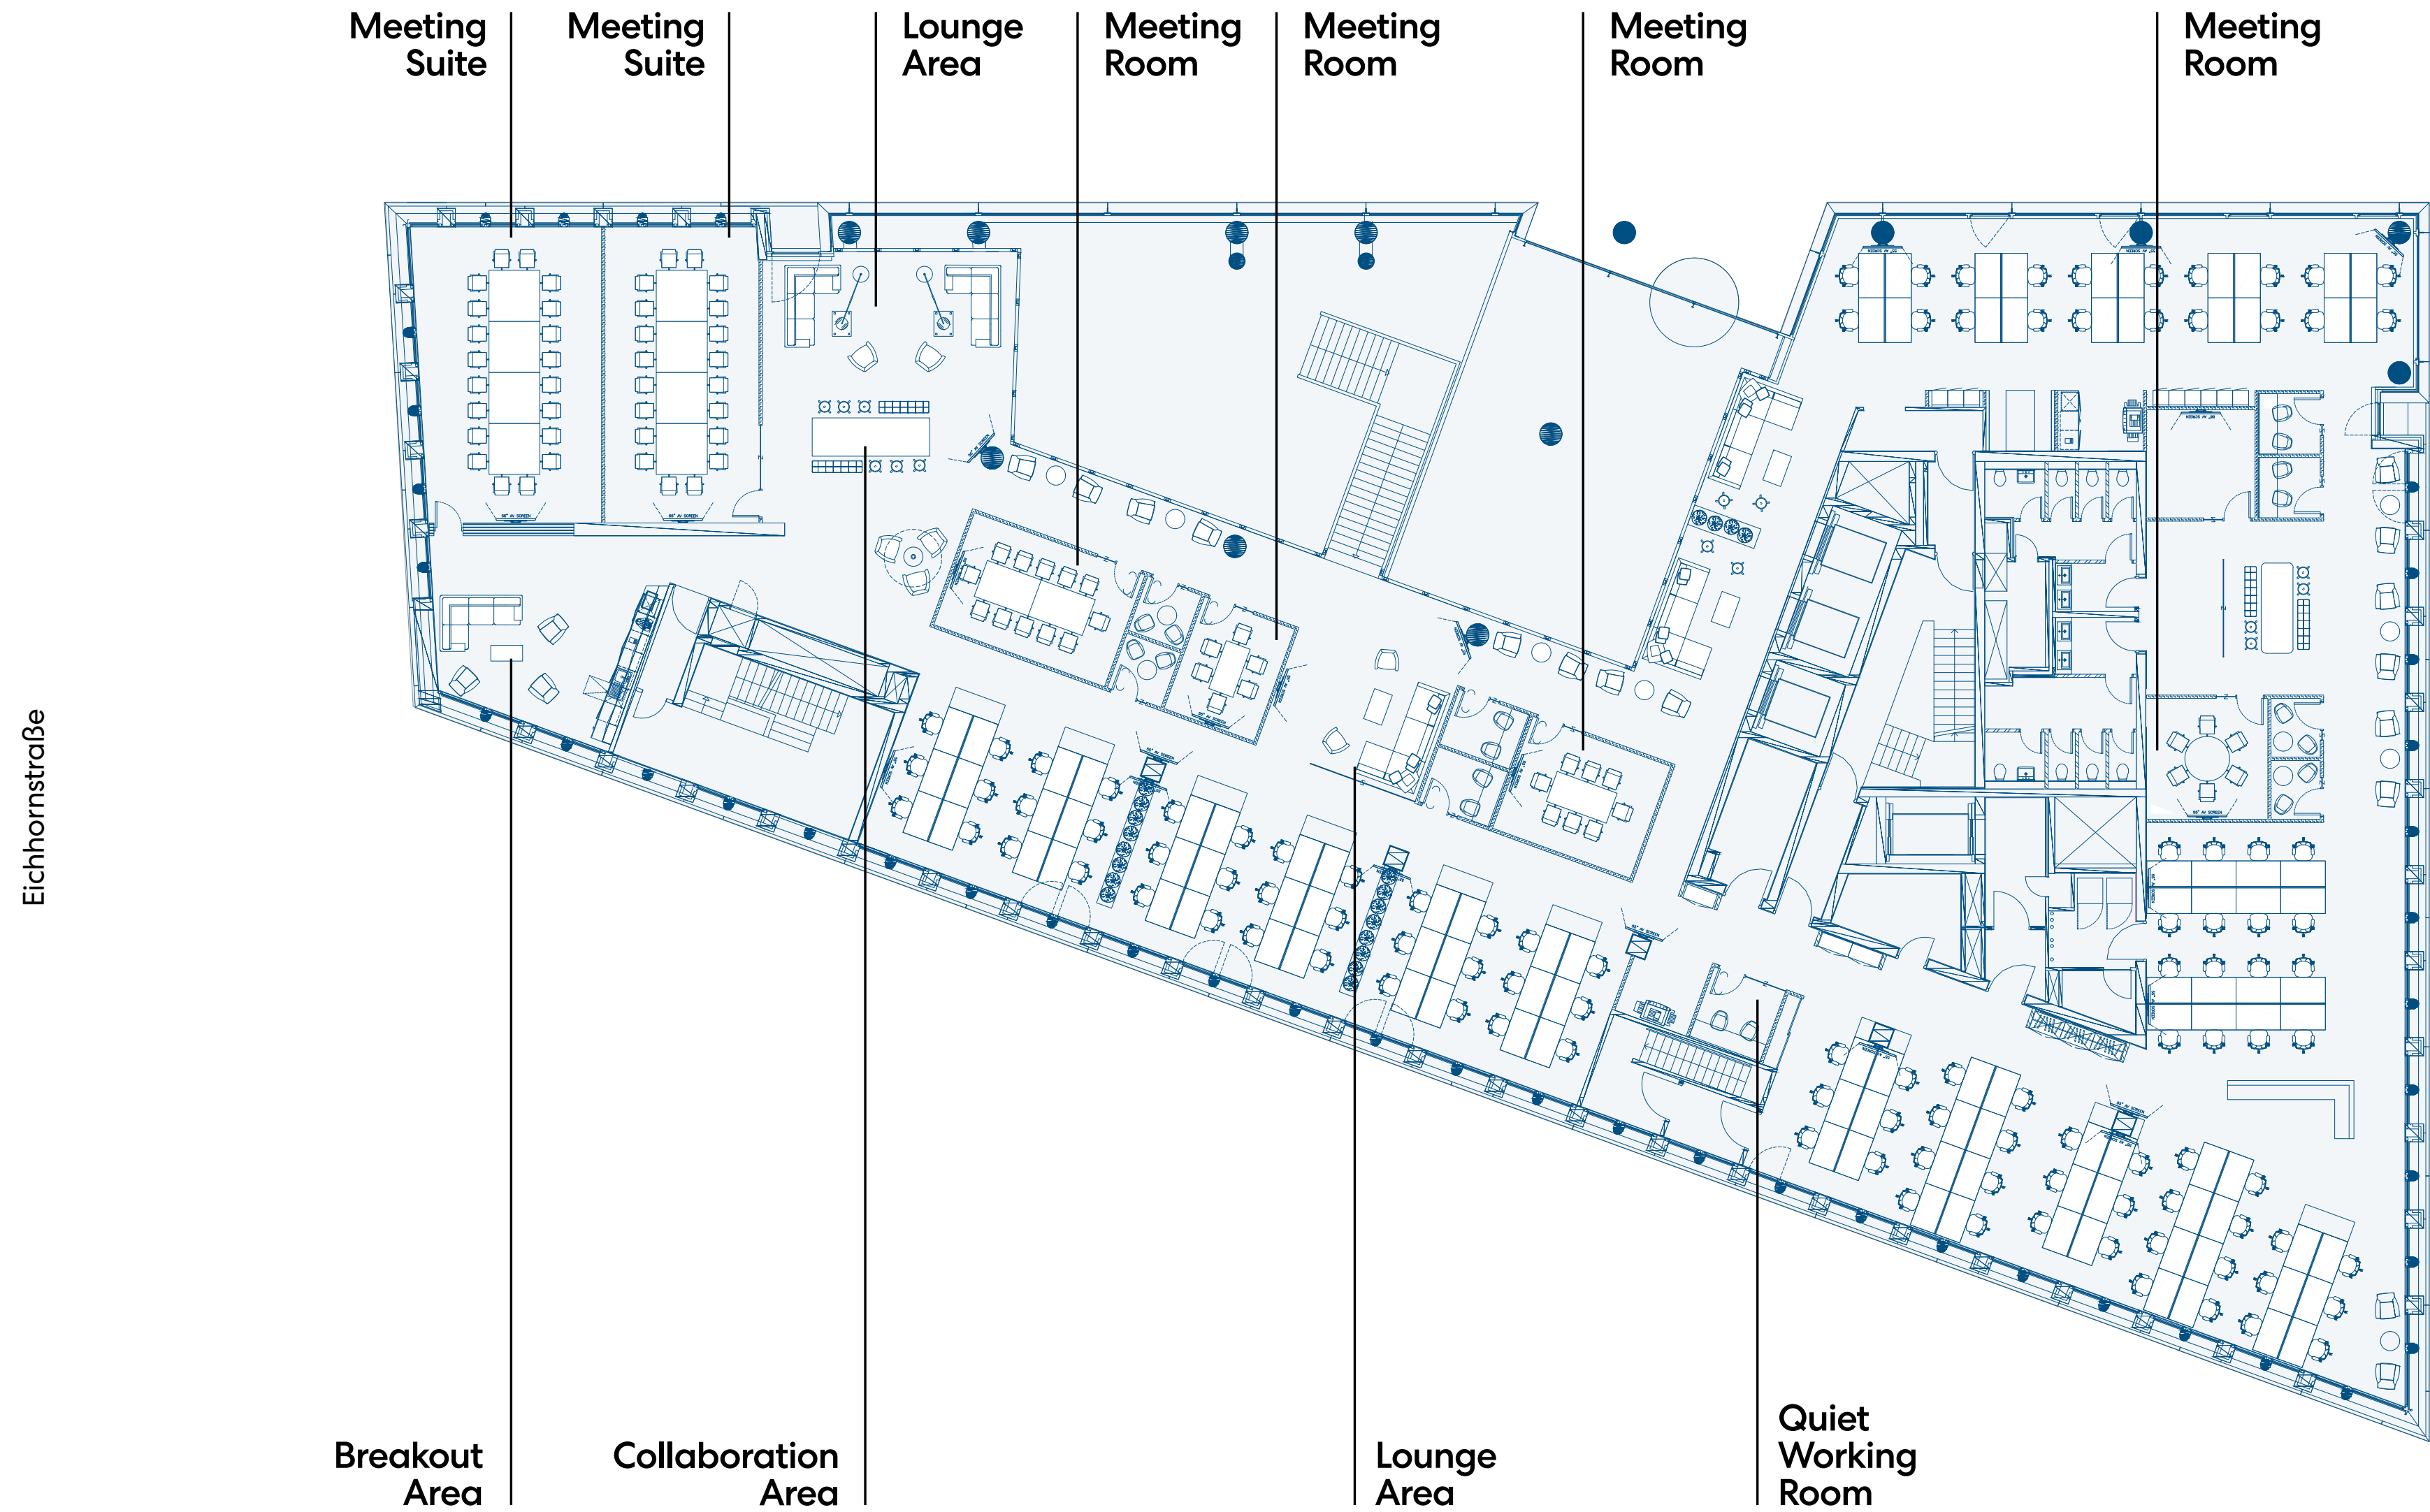 Meeting
Suite
Meeting
Suite
Lounge
Area
Meeting
Room
Meeting
Room
Meeting
Room
Meeting
Room
Eichhornstraße
Breakout
Area
Collaboration
Area
Lounge
Area
Quiet
Working
Room